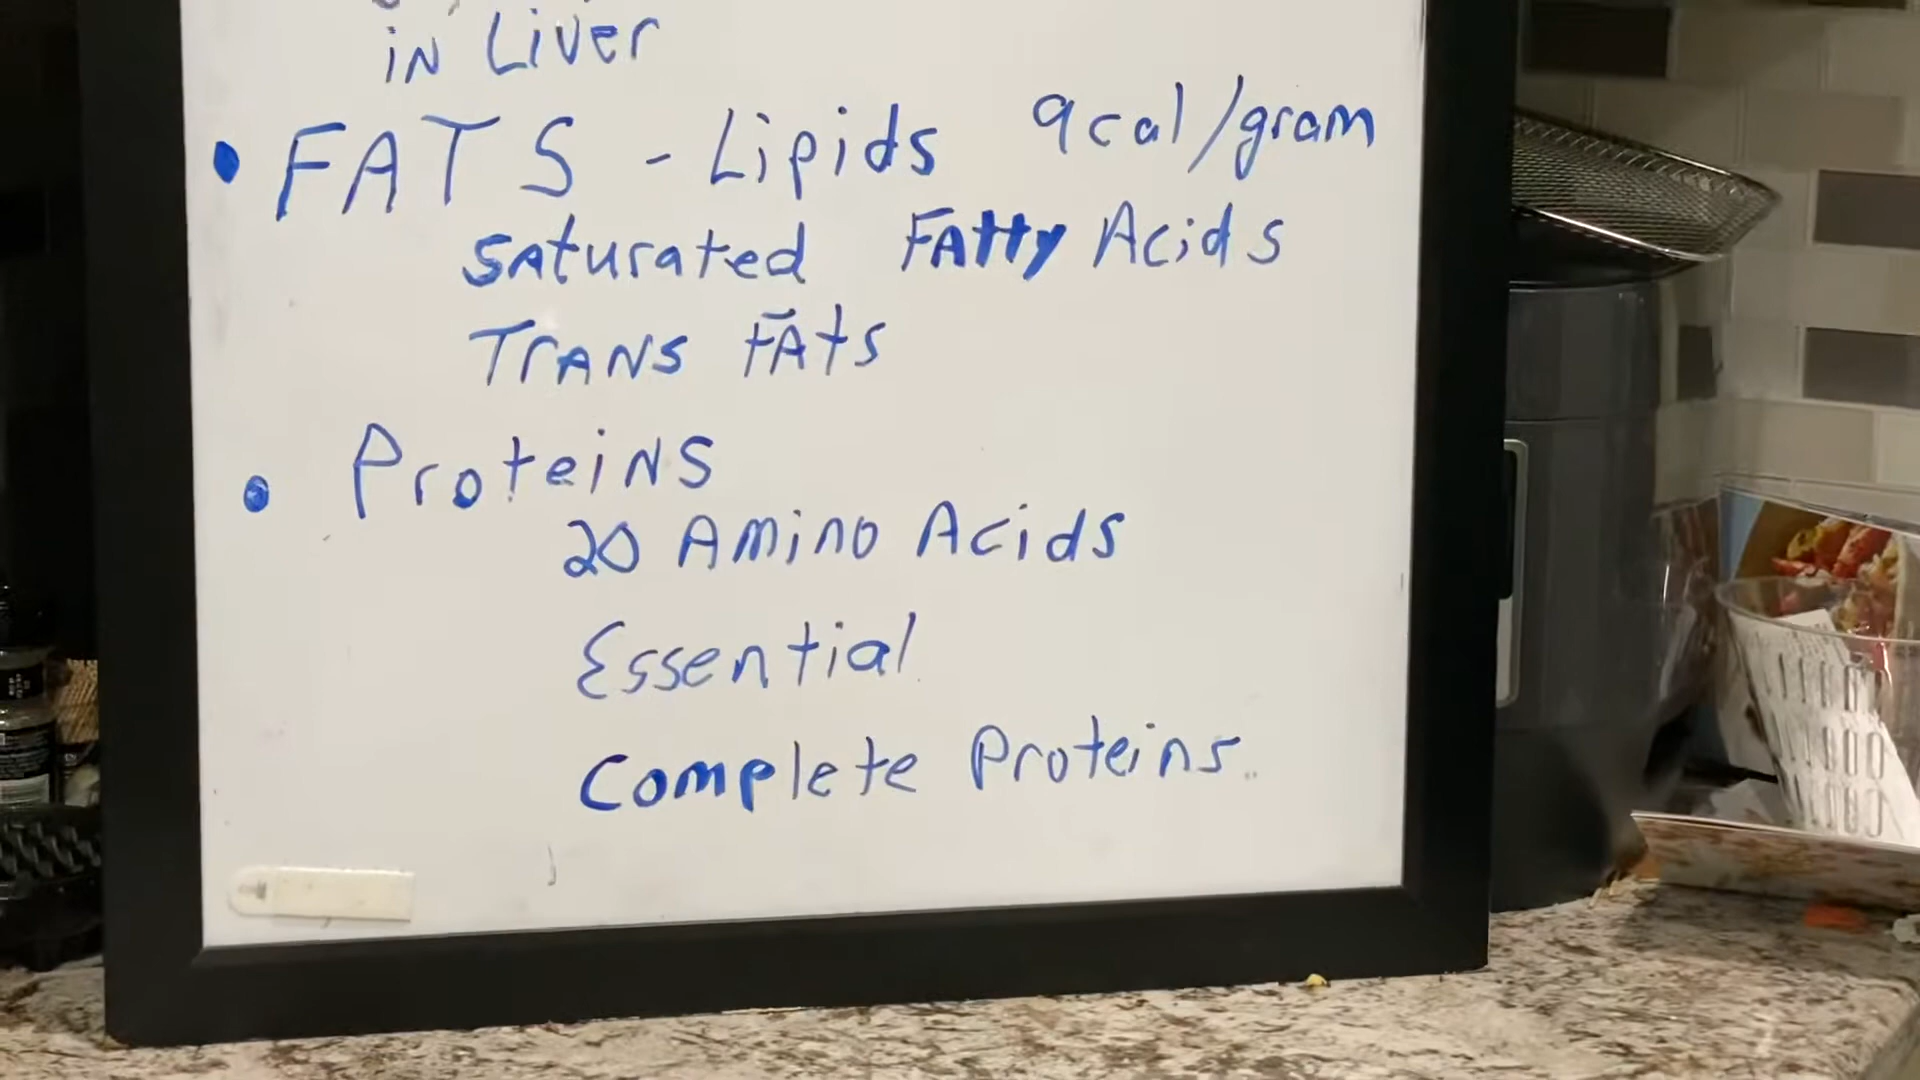 in Liver
• FATS - Lipids 9cal/gram
Saturated Fatty Acids
Trans Fats
• Proteins
20 Amino Acids
Essential
Complete Proteins